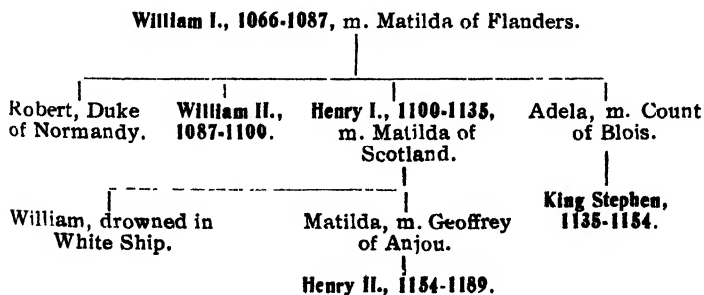 William I., 1066-1087, m. Matilda of Flanders.
Robert, Duke
of Normandy.
William II.,
1087-1100.
Henry I., 1100-1135,
m. Matilda of
Scotland.
Adela, m. Count
of Blois.
William, drowned in
White Ship.
Matilda, m. Geoffrey
of Anjou.
King Stephen,
1135-1154.
Henry II., 1154-1189.